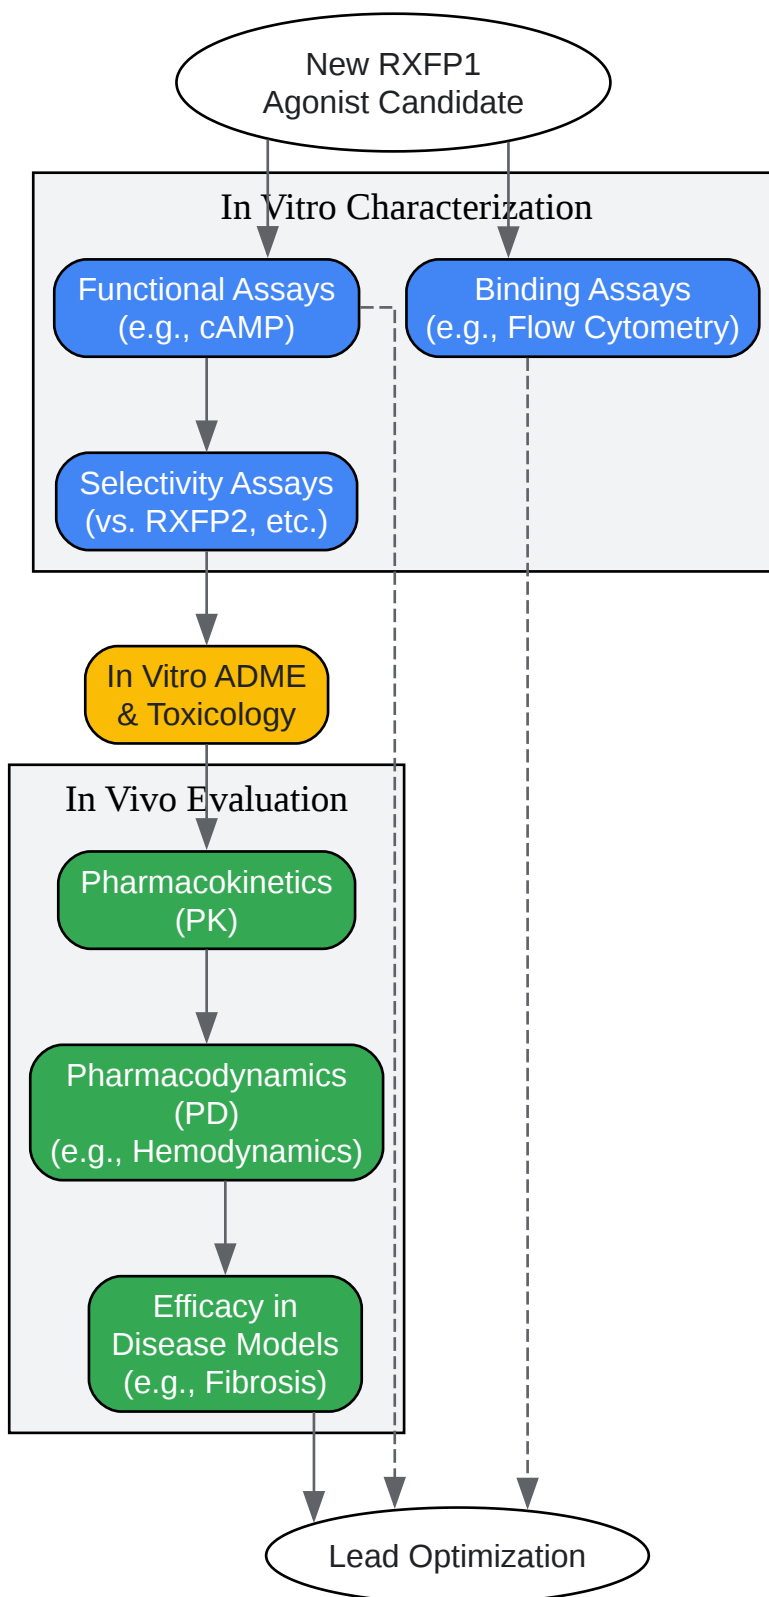 New RXFP1
Agonist Candidate
In Vitro Characterization
Functional Assays
(e.g., cAMP)
Binding Assays
(e.g., Flow Cytometry)
Selectivity Assays
(vs. RXFP2, etc.)
In Vitro ADME
& Toxicology
In Vivo Evaluation
Pharmacokinetics
(PK)
Pharmacodynamics
(PD)
(e.g., Hemodynamics)
Efficacy in
Disease Models
(e.g., Fibrosis)
Lead Optimization